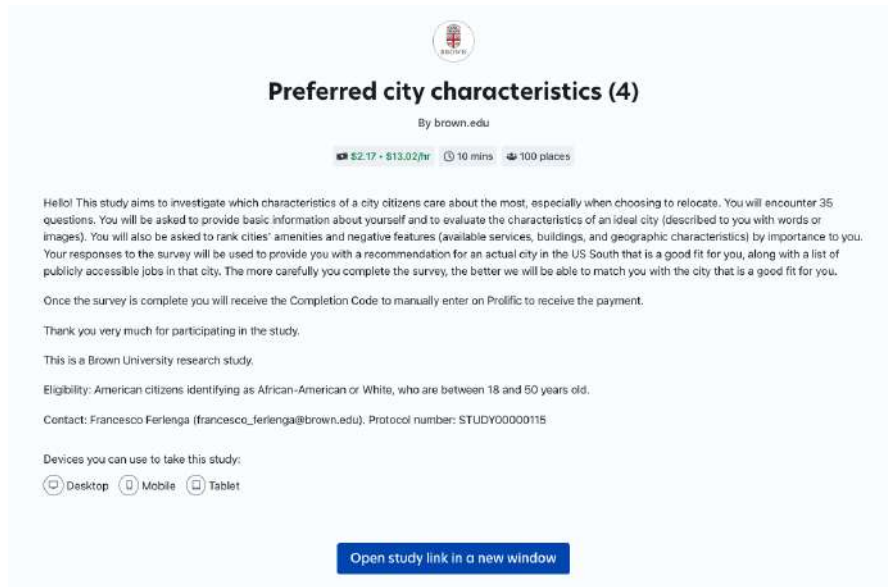 BROWN
Preferred city characteristics (4)
By brown.edu
$2.17 • $13.02/hr 10 mins 100 places
Hello! This study aims to investigate which characteristics of a city citizens care about the most, especially when choosing to relocate. You will encounter 35
questions. You will be asked to provide basic information about yourself and to evaluate the characteristics of an ideal city (described to you with words or
images). You will also be asked to rank cities' amenities and negative features (available services, buildings, and geographic characteristics) by importance to you.
Your responses to the survey will be used to provide you with a recommendation for an actual city in the US South that is a good fit for you, along with a list of
publicly accessible jobs in that city. The more carefully you complete the survey, the better we will be able to match you with the city that is a good fit for you.
Once the survey is complete you will receive the Completion Code to manually enter on Prolific to receive the payment.
Thank you very much for participating in the study.
This is a Brown University research study.
Eligibility: American citizens identifying as African-American or White, who are between 18 and 50 years old.
Contact: Francesco Ferlenga (francesco_ferlenga@brown.edu). Protocol number: STUDY00000115
Devices you can use to take this study:
Desktop Mobile Tablet
Open study link in a new window